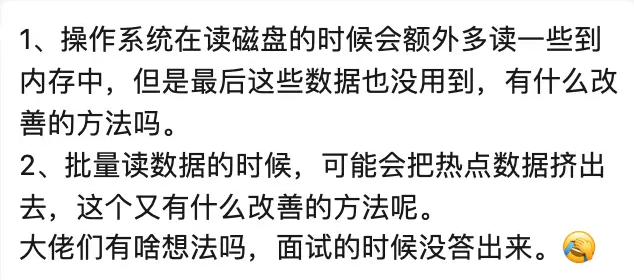 1、操作系统在读磁盘的时候会额外多读一些到
内存中，但是最后这些数据也没用到，有什么改
善的方法吗。
2、批量读数据的时候，可能会把热点数据挤出
去，这个又有什么改善的方法呢。
大佬们有啥想法吗，面试的时候没答出来。🤦